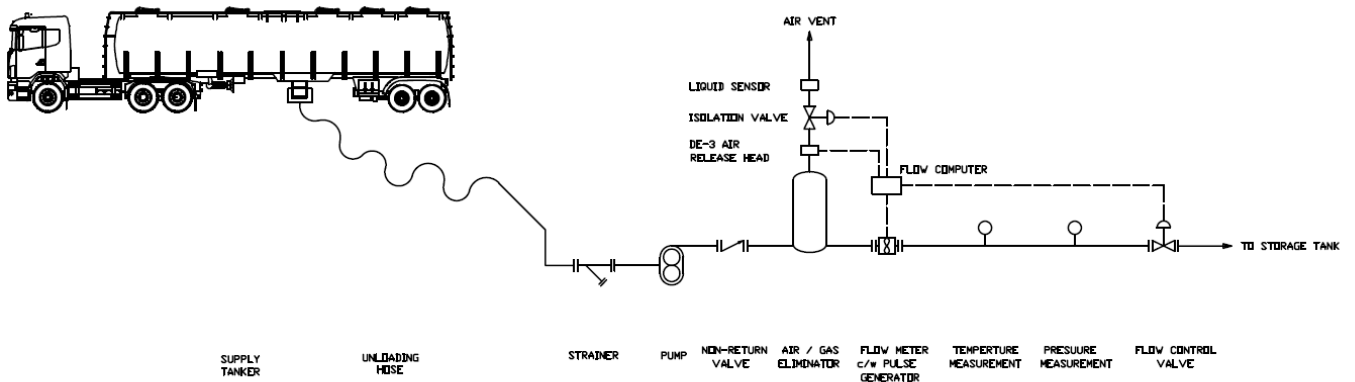 AIR VENT
LIQUID SENSOR
ISOLATION VALVE
DE-3 AIR
RELEASE HEAD
FLOW COMPUTER
TO STORAGE TANK
SUPPLY
TANKER
UNLOADING
HOSE
STRAINER
PUMP
NON-RETURN
VALVE
AIR / GAS
ELIMINATOR
FLOW METER
c/w PULSE
GENERATOR
TEMPERTURE
MEASUREMENT
PRESUURE
MEASUREMENT
FLOW CONTROL
VALVE